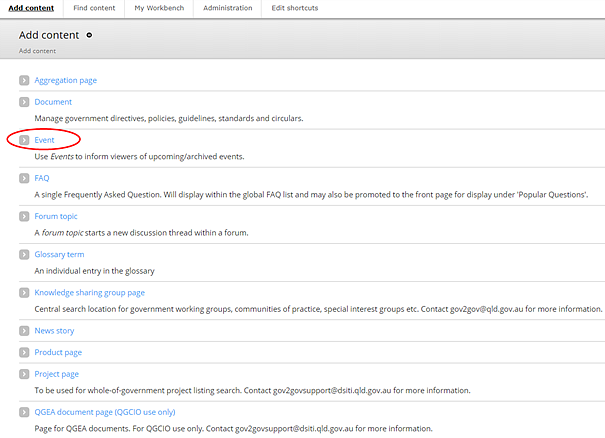 Add content Find content My Workbench Administration Edit shortcuts
Add content
Add content
Aggregation page
Document
Manage government directives, policies, guidelines, standards and circulars.
Event
Use Events to inform viewers of upcoming/archived events.
FAQ
A single Frequently Asked Question. Will display within the global FAQ list and may also be promoted to the front page for display under 'Popular Questions'.
Forum topic
A forum topic starts a new discussion thread within a forum.
Glossary term
An individual entry in the glossary
Knowledge sharing group page
Central search location for government working groups, communities of practice, special interest groups etc. Contact gov2gov@qld.gov.au for more information.
News story
Product page
Project page
To be used for whole-of-government project listing search. Contact gov2govsupport@dsiti.qld.gov.au for more information.
QGEA document page (QGCIO use only)
Page for QGEA documents. For QGCIO use only. Contact gov2govsupport@dsiti.qld.gov.au for more information.